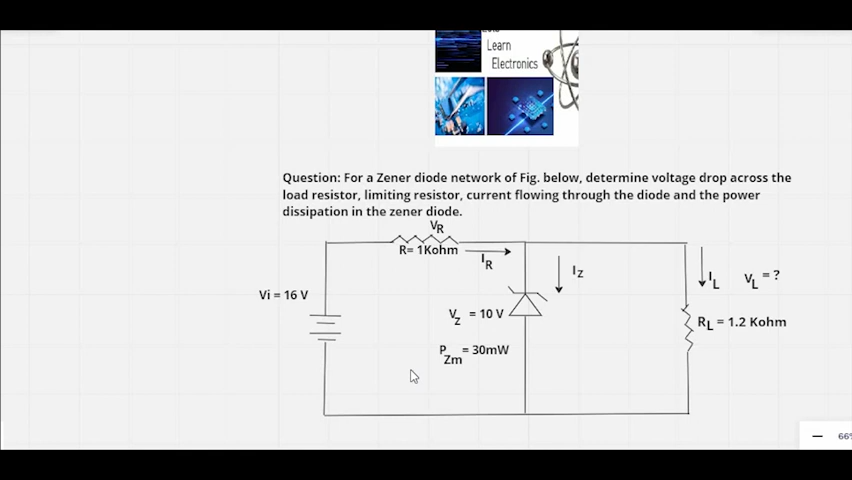 Learn
Electronics
Question: For a Zener diode network of Fig. below, determine voltage drop across the
load resistor, limiting resistor, current flowing through the diode and the power
dissipation in the zener diode.
VR
R= 1Kohm
IR
IZ
IL
VL = ?
Vi = 16 V
Vz = 10 V
RL = 1.2 Kohm
PZm = 30mW
66%